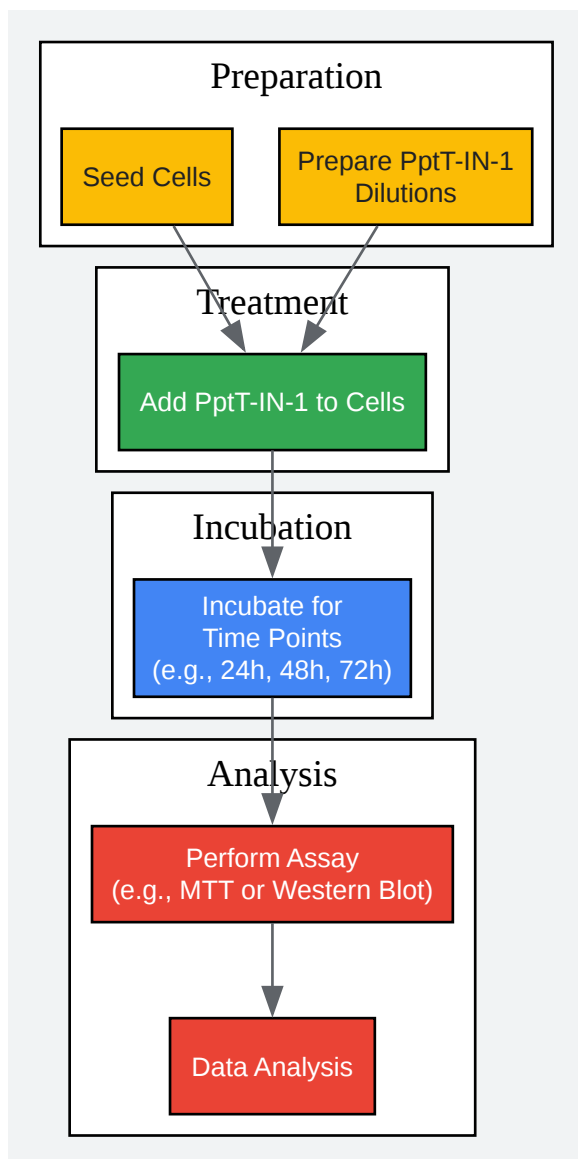 Preparation
Seed Cells
Prepare PptT-IN-1
Dilutions
Treatment
Add PptT-IN-1 to Cells
Incubation
Incubate for
Time Points
(e.g., 24h, 48h, 72h)
Analysis
Perform Assay
(e.g., MTT or Western Blot)
Data Analysis